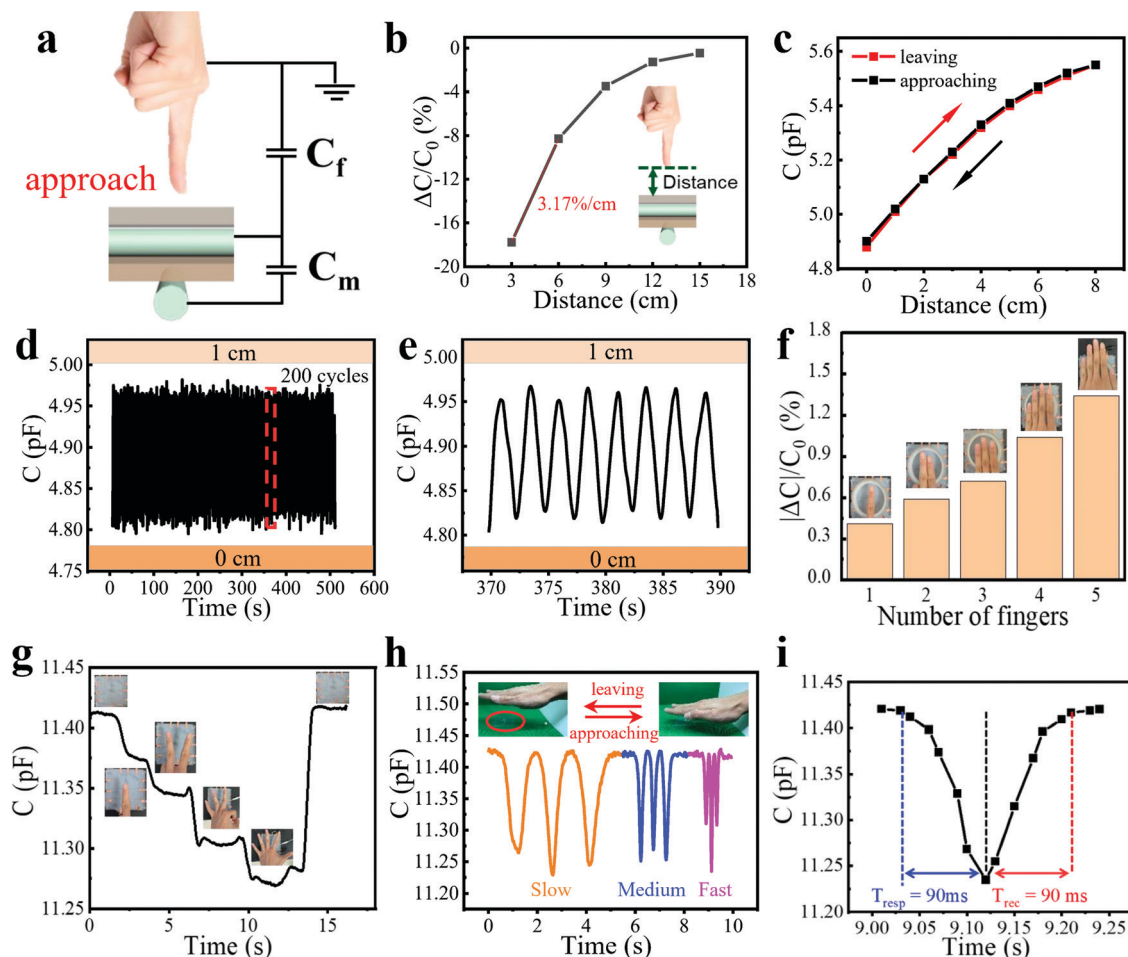 a
approach
C_f
C_m
b
ΔC/C_0 (%)
0
-4
-8
-12
-16
-20
3.17%/cm
Distance
3 6 9 12 15 18
Distance (cm)
c
C (pF)
5.6
5.4
5.2
5.0
4.8
leaving
approaching
0 2 4 6 8
Distance (cm)
d
C (pF)
5.00
4.95
4.90
4.85
4.80
4.75
1 cm
200 cycles
0 cm
0 100 200 300 400 500 600
Time (s)
e
C (pF)
5.00
4.95
4.90
4.85
4.80
4.75
1 cm
0 cm
370 375 380 385 390
Time (s)
f
|ΔC|/C_0 (%)
1.8
1.5
1.2
0.9
0.6
0.3
0.0
1 2 3 4 5
Number of fingers
g
C (pF)
11.45
11.40
11.35
11.30
11.25
0 5 10 15
Time (s)
h
C (pF)
11.55
11.50
11.45
11.40
11.35
11.30
11.25
11.20
leaving
approaching
Slow Medium Fast
0 2 4 6 8 10
Time (s)
i
C (pF)
11.45
11.40
11.35
11.30
11.25
11.20
T_resp = 90ms
T_rec = 90 ms
9.00 9.05 9.10 9.15 9.20 9.25
Time (s)